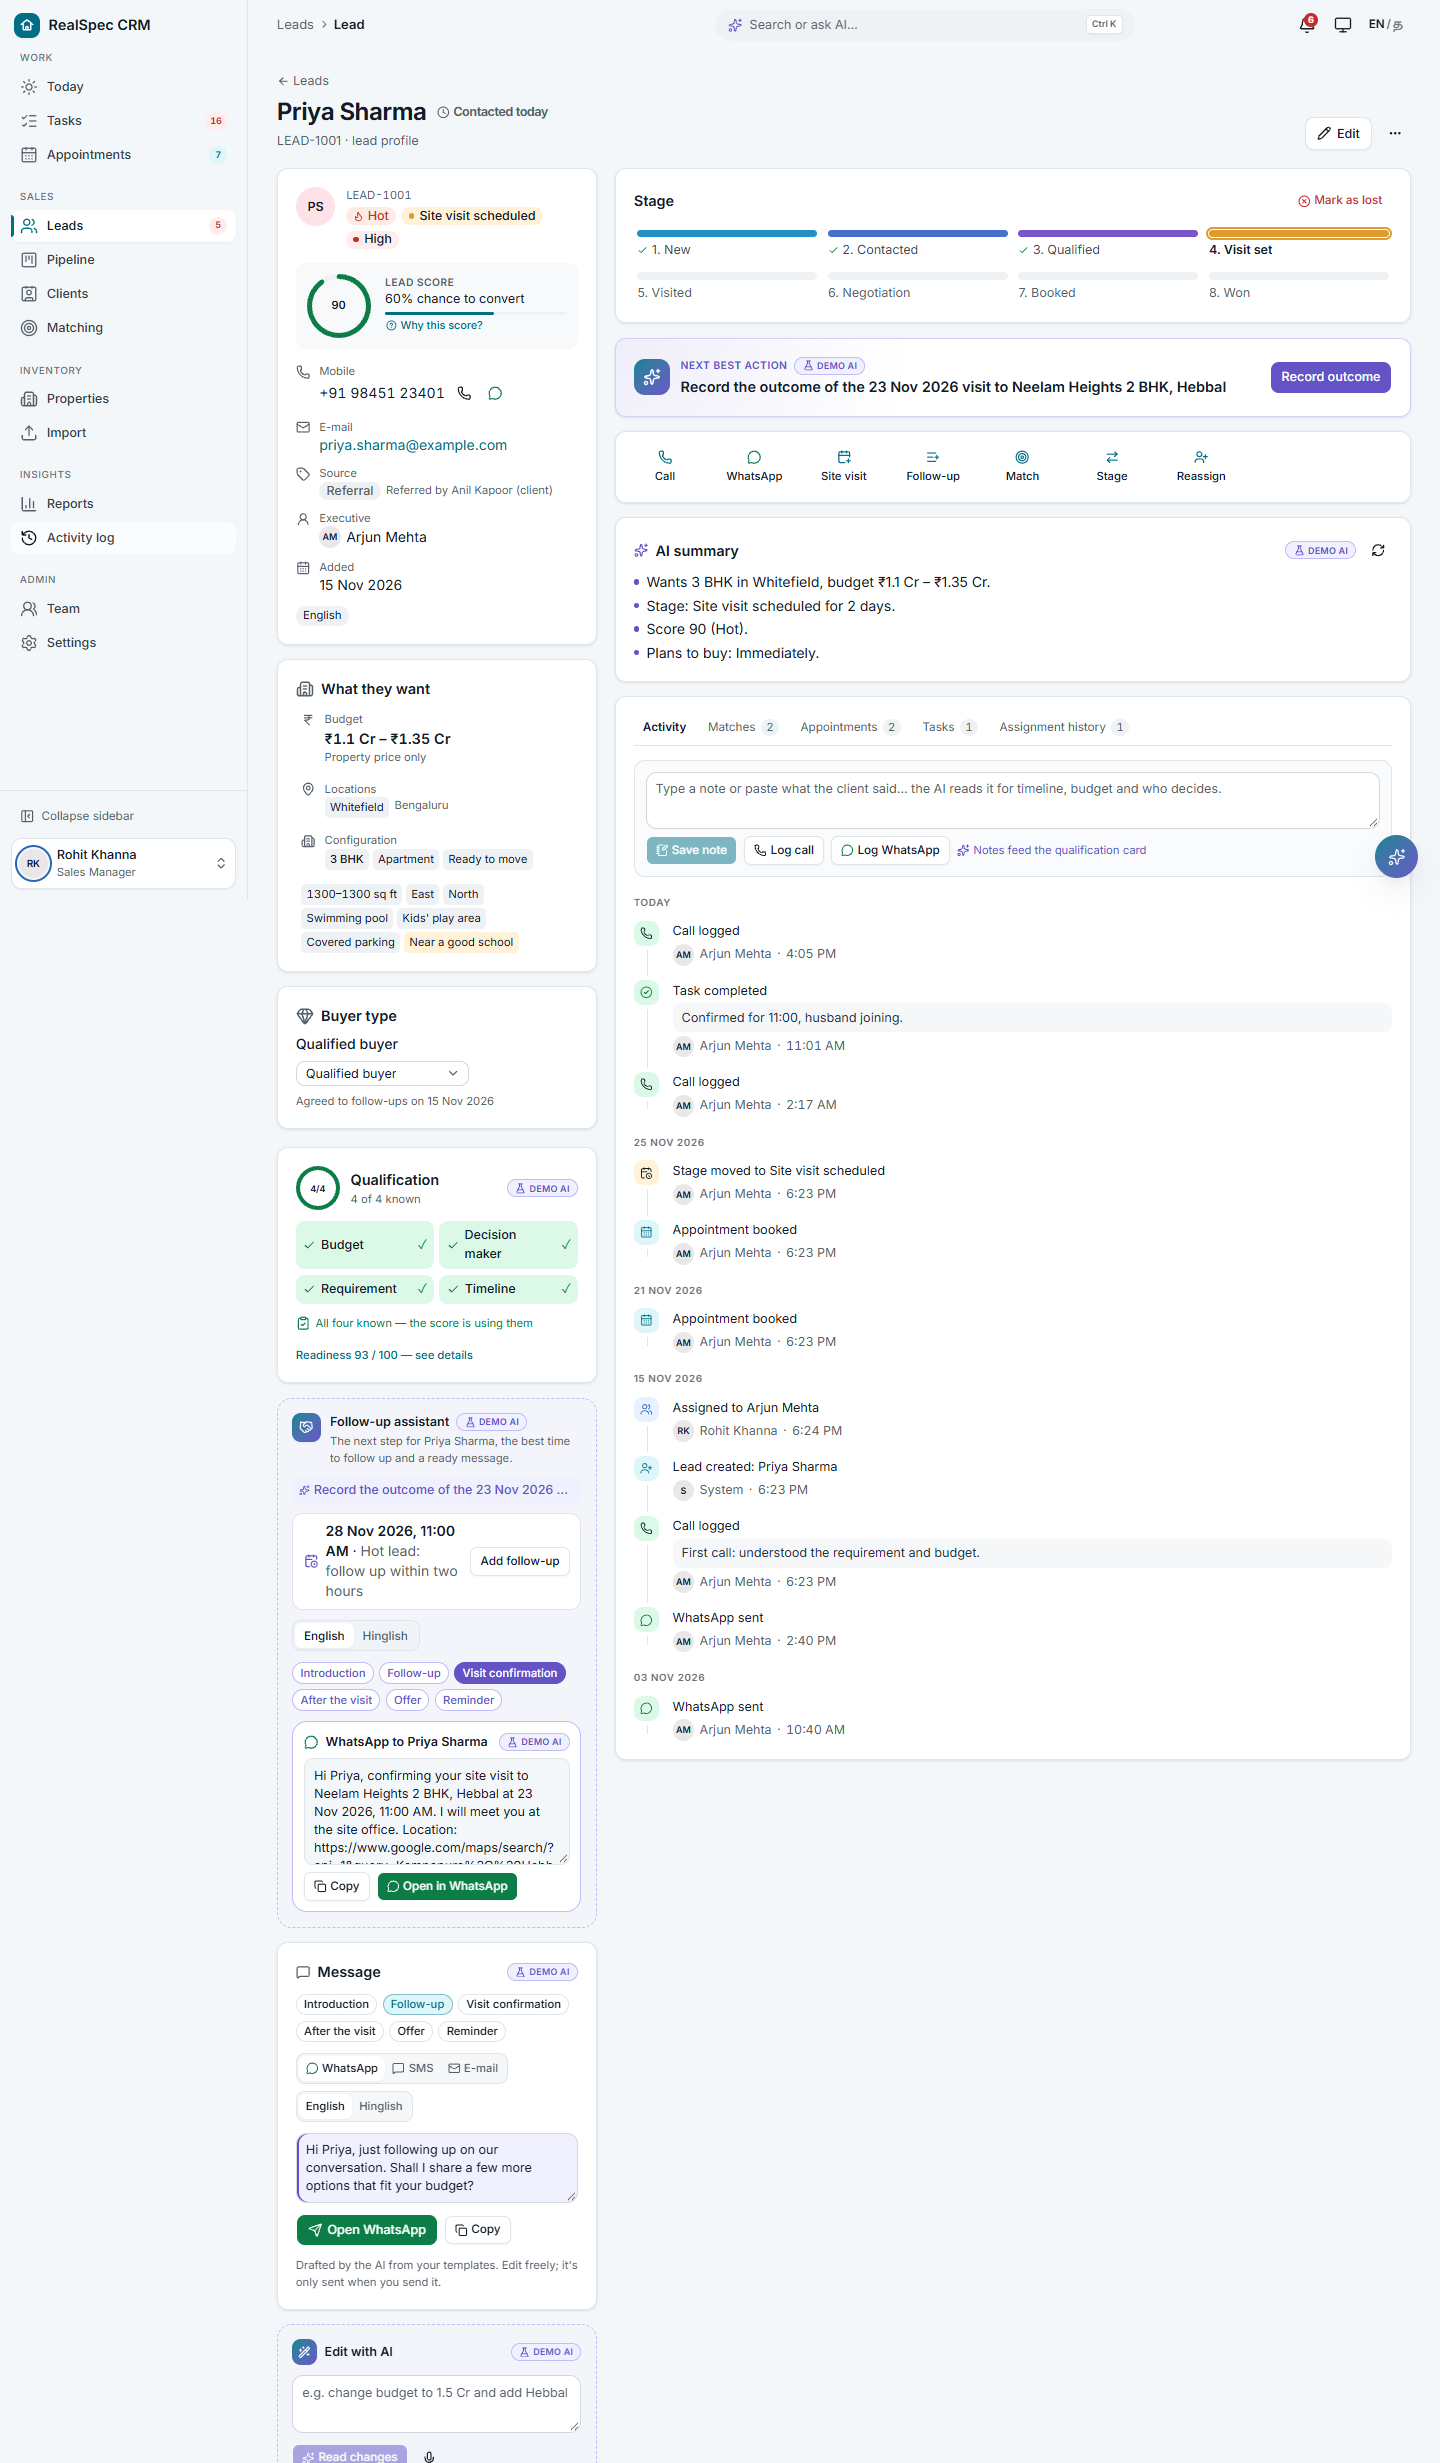 RealSpec CRM
WORK
Today
Tasks 16
Appointments 7
SALES
Leads 5
Pipeline
Clients
Matching
INVENTORY
Properties
Import
INSIGHTS
Reports
Activity log
ADMIN
Team
Settings
Collapse sidebar
RK Rohit Khanna
Sales Manager
Leads > Lead
Search or ask AI... Ctrl K
6
EN / த
← Leads
Priya Sharma Contacted today
LEAD-1001 · lead profile
Edit
PS LEAD-1001
Hot Site visit scheduled
High
90
LEAD SCORE
60% chance to convert
Why this score?
Mobile
+91 98451 23401
E-mail
priya.sharma@example.com
Source
Referral Referred by Anil Kapoor (client)
Executive
AM Arjun Mehta
Added
15 Nov 2026
English
What they want
Budget
₹1.1 Cr – ₹1.35 Cr
Property price only
Locations
Whitefield Bengaluru
Configuration
3 BHK Apartment Ready to move
1300–1300 sq ft East North
Swimming pool Kids' play area
Covered parking Near a good school
Buyer type
Qualified buyer
Qualified buyer
Agreed to follow-ups on 15 Nov 2026
4/4 Qualification DEMO AI
4 of 4 known
✓ Budget ✓
✓ Decision maker ✓
✓ Requirement ✓
✓ Timeline ✓
All four known — the score is using them
Readiness 93 / 100 — see details
Follow-up assistant DEMO AI
The next step for Priya Sharma, the best time
to follow up and a ready message.
Record the outcome of the 23 Nov 2026 ...
28 Nov 2026, 11:00
AM · Hot lead:
follow up within two
hours
Add follow-up
English Hinglish
Introduction Follow-up Visit confirmation
After the visit Offer Reminder
WhatsApp to Priya Sharma DEMO AI
Hi Priya, confirming your site visit to
Neelam Heights 2 BHK, Hebbal at 23
Nov 2026, 11:00 AM. I will meet you at
the site office. Location:
https://www.google.com/maps/search/?
Copy Open in WhatsApp
Message DEMO AI
Introduction Follow-up Visit confirmation
After the visit Offer Reminder
WhatsApp SMS E-mail
English Hinglish
Hi Priya, just following up on our
conversation. Shall I share a few more
options that fit your budget?
Open WhatsApp Copy
Drafted by the AI from your templates. Edit freely; it's
only sent when you send it.
Edit with AI DEMO AI
e.g. change budget to 1.5 Cr and add Hebbal
Read changes
Stage Mark as lost
✓ 1. New ✓ 2. Contacted ✓ 3. Qualified 4. Visit set
5. Visited 6. Negotiation 7. Booked 8. Won
NEXT BEST ACTION DEMO AI
Record the outcome of the 23 Nov 2026 visit to Neelam Heights 2 BHK, Hebbal
Record outcome
Call WhatsApp Site visit Follow-up Match Stage Reassign
AI summary DEMO AI
• Wants 3 BHK in Whitefield, budget ₹1.1 Cr – ₹1.35 Cr.
• Stage: Site visit scheduled for 2 days.
• Score 90 (Hot).
• Plans to buy: Immediately.
Activity Matches 2 Appointments 2 Tasks 1 Assignment history 1
Type a note or paste what the client said... the AI reads it for timeline, budget and who decides.
Save note Log call Log WhatsApp Notes feed the qualification card
TODAY
Call logged
AM Arjun Mehta · 4:05 PM
Task completed
Confirmed for 11:00, husband joining.
AM Arjun Mehta · 11:01 AM
Call logged
AM Arjun Mehta · 2:17 AM
25 NOV 2026
Stage moved to Site visit scheduled
AM Arjun Mehta · 6:23 PM
Appointment booked
AM Arjun Mehta · 6:23 PM
21 NOV 2026
Appointment booked
AM Arjun Mehta · 6:23 PM
15 NOV 2026
Assigned to Arjun Mehta
RK Rohit Khanna · 6:24 PM
Lead created: Priya Sharma
S System · 6:23 PM
Call logged
First call: understood the requirement and budget.
AM Arjun Mehta · 6:23 PM
WhatsApp sent
AM Arjun Mehta · 2:40 PM
03 NOV 2026
WhatsApp sent
AM Arjun Mehta · 10:40 AM